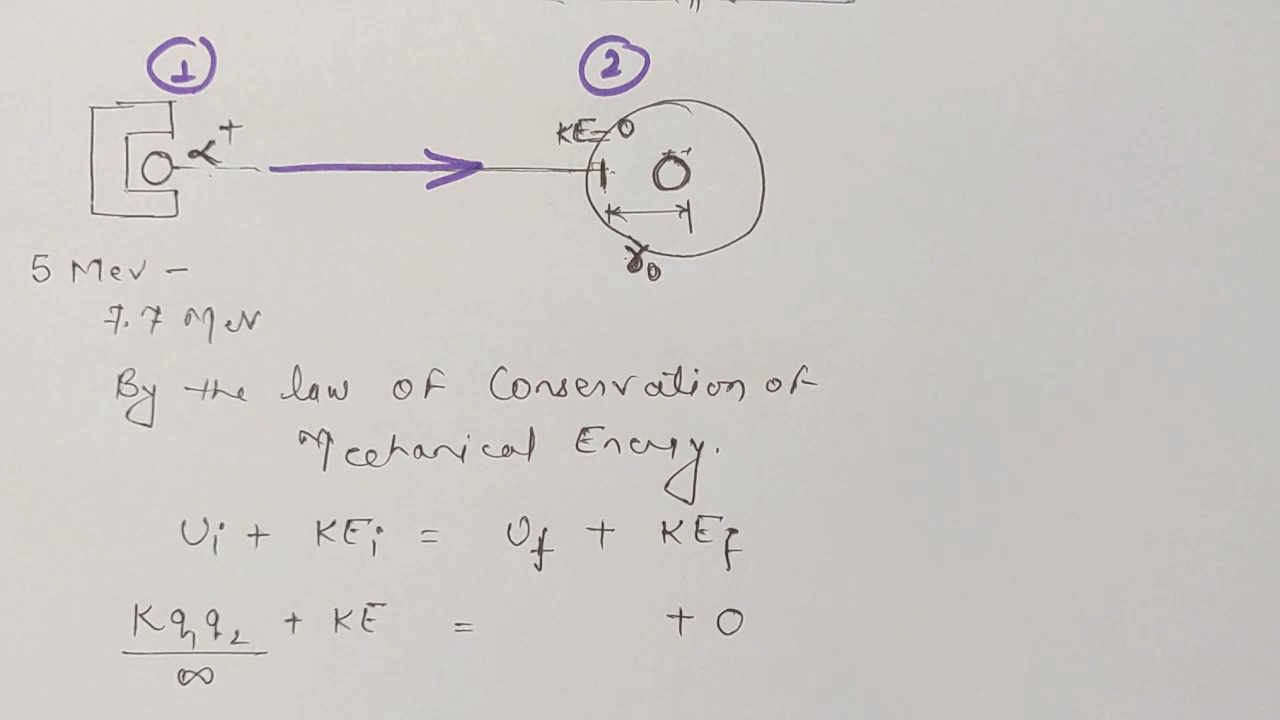 1 2
KE=0
α+ ++
r0
5 Mev -
7.7 Mev
By the law of Conservation of
Mechanical Energy.
Ui + KEi = Uf + KEf
Kq1q2 + KE = + 0
∞